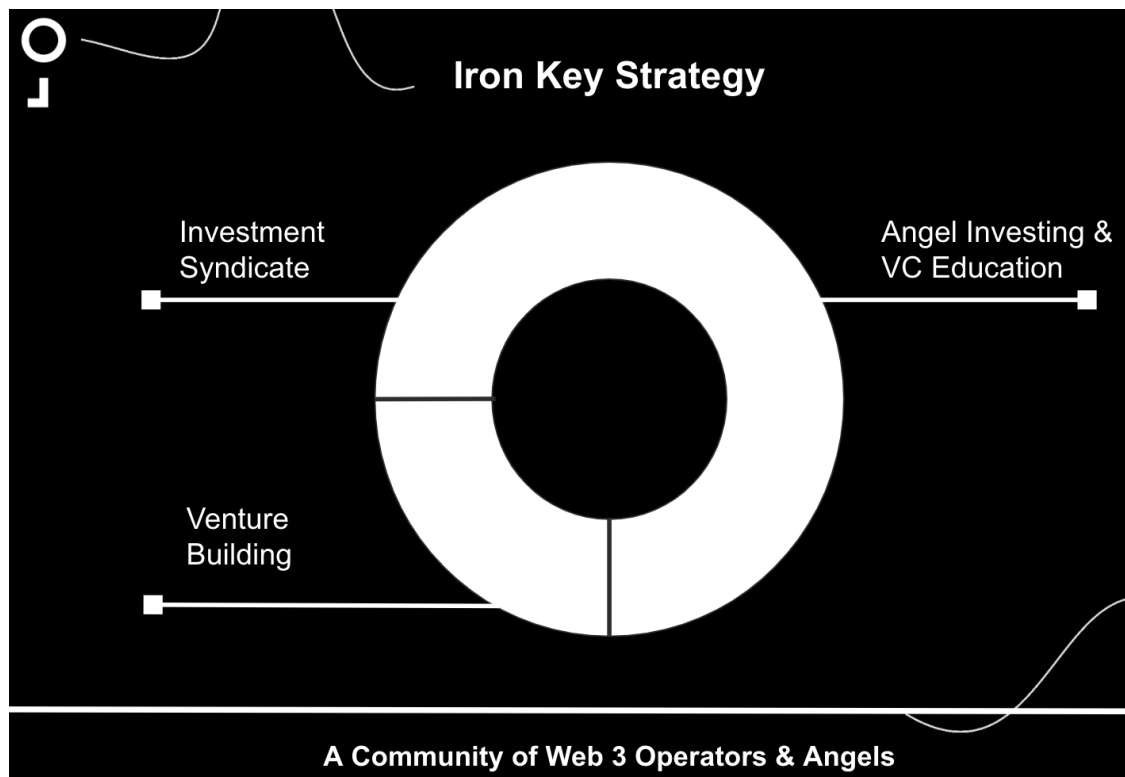 Iron Key Strategy
Investment
Syndicate
Angel Investing &
VC Education
Venture
Building
A Community of Web 3 Operators & Angels